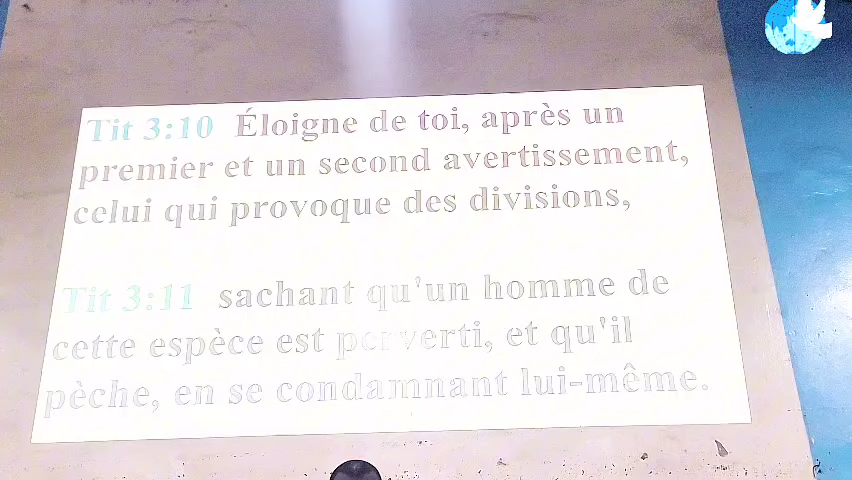 Tit 3:10 Éloigne de toi, après un
premier et un second avertissement,
celui qui provoque des divisions,
Tit 3:11 sachant qu'un homme de
cette espèce est perverti, et qu'il
pèche, en se condamnant lui-même.